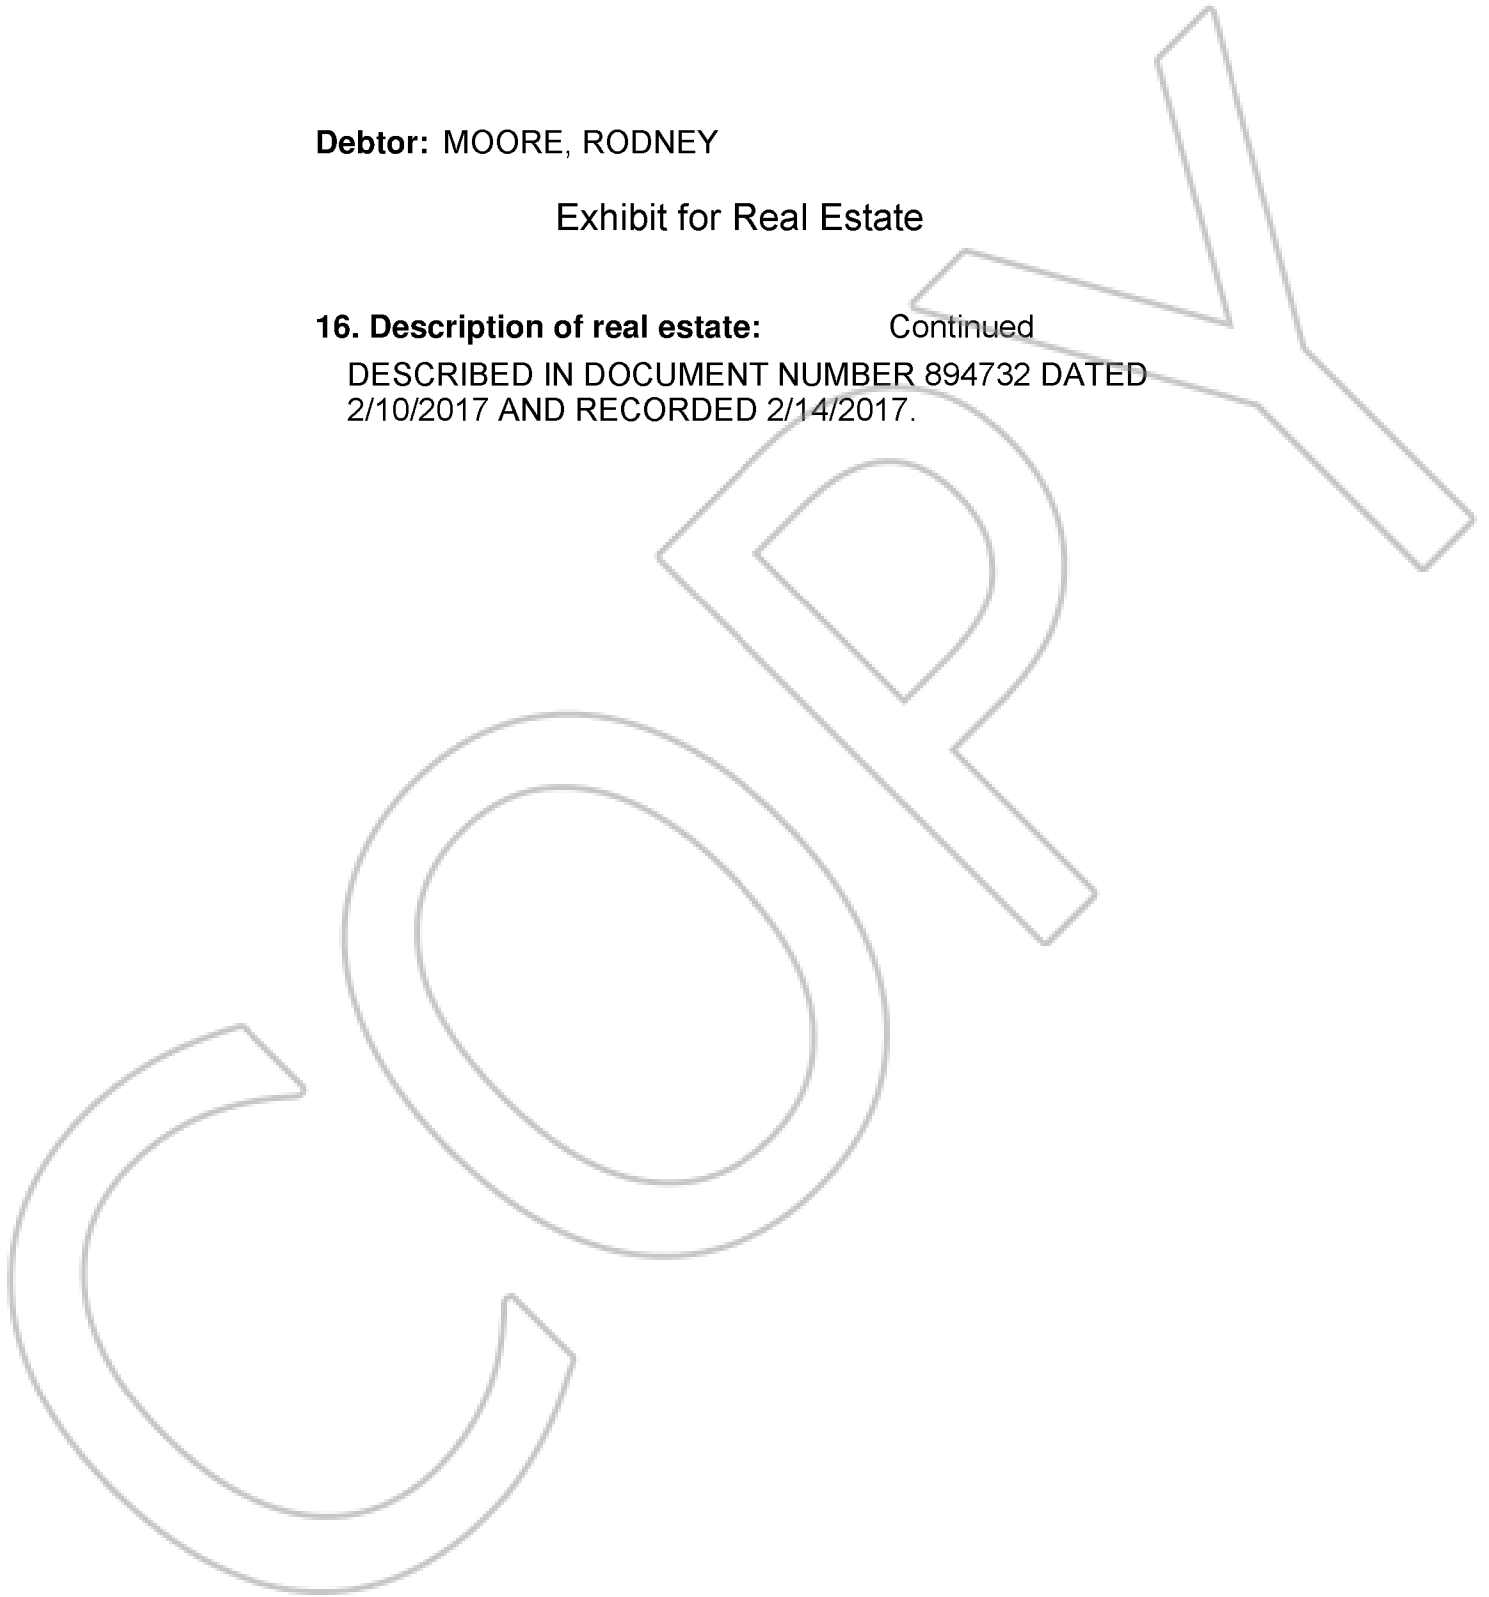 Debtor: MOORE, RODNEY
Exhibit for Real Estate
16. Description of real estate: Continued
DESCRIBED IN DOCUMENT NUMBER 894732 DATED
2/10/2017 AND RECORDED 2/14/2017.
COPY